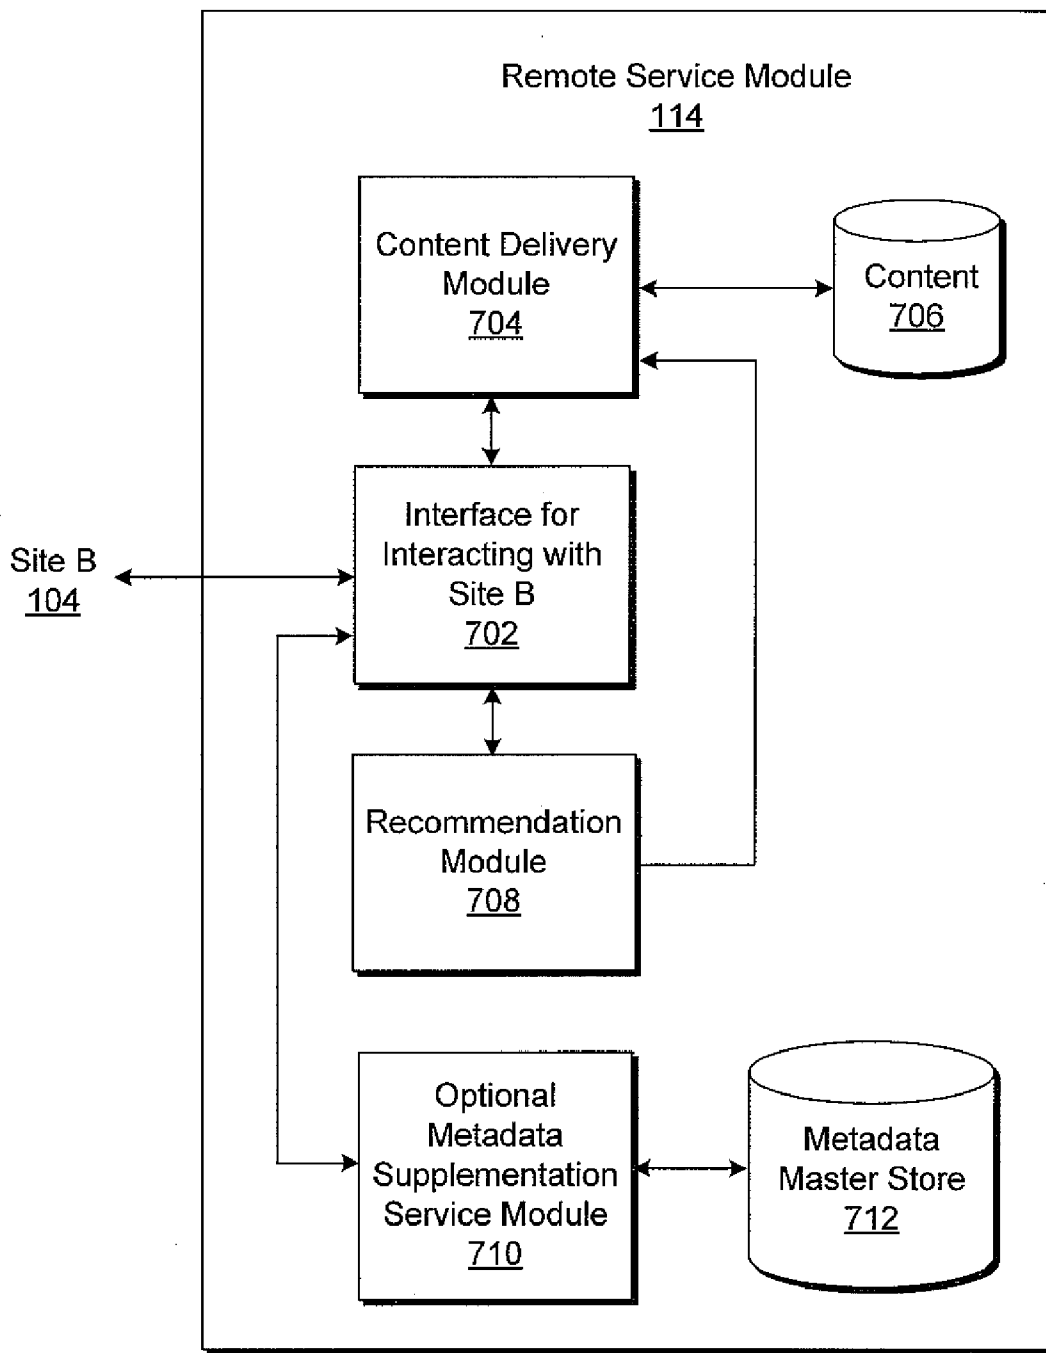 Remote Service Module
114
Content Delivery
Module
704
Content
706
Interface for
Interacting with
Site B
702
Site B
104
Recommendation
Module
708
Optional
Metadata
Supplementation
Service Module
710
Metadata
Master Store
712